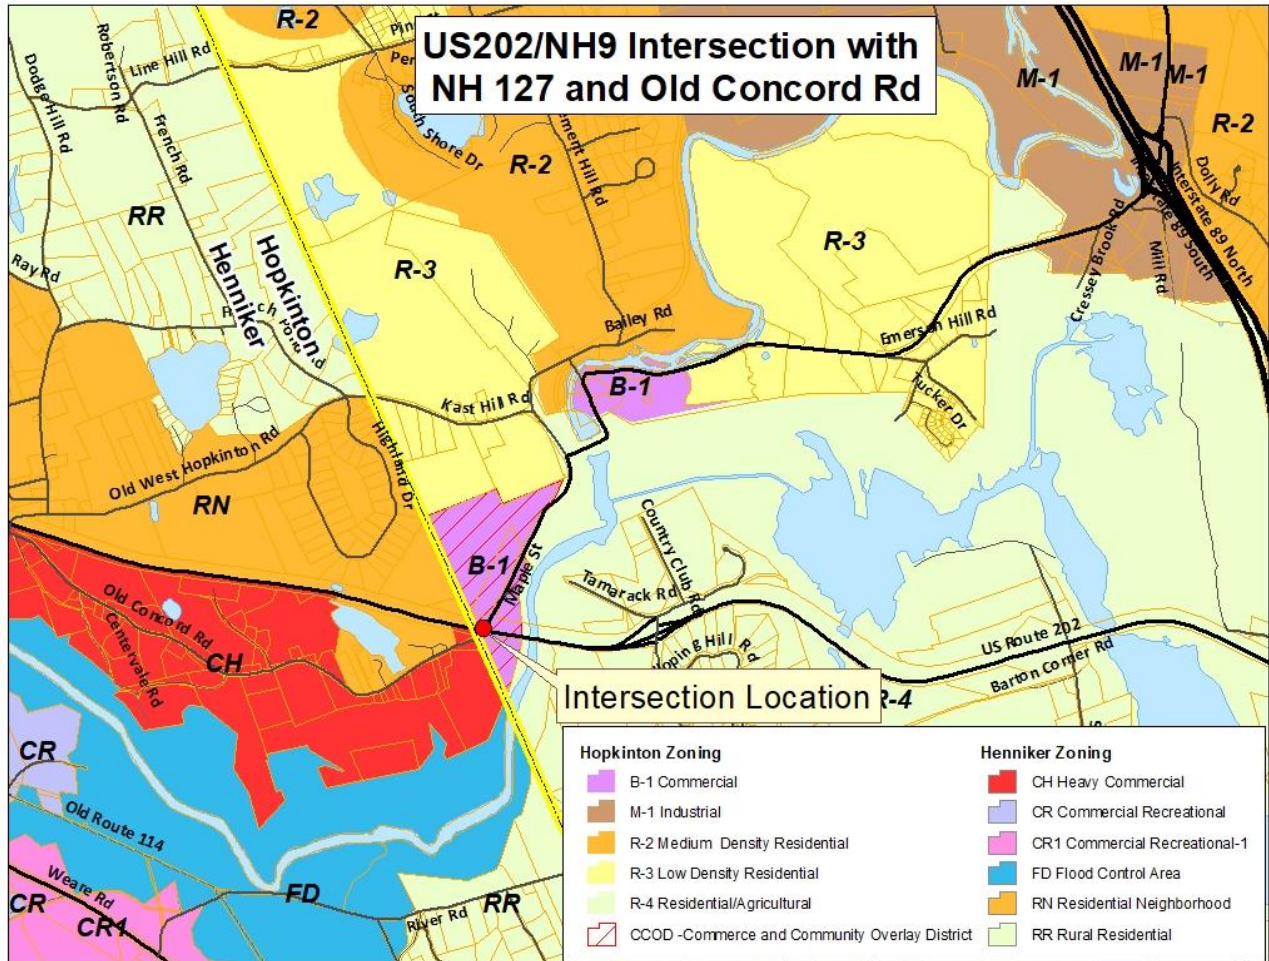 US202/NH9 Intersection with
NH 127 and Old Concord Rd
R-2
Line Hill Rd
Robertson Rd
Dodge Hill Rd
French Rd
South Shore Dr
R-2
M-1
M-1
M-1
R-2
Dolly Rd
Interstate 89 North
Interstate 89 South
Cressey Brook Rd
Mill Rd
RR
Hopkinton
Henniker
R-3
R-3
Ray Rd
Bailey Rd
Emerson Hill Rd
Tucker Dr
B-1
Kast Hill Rd
Highland Dr
Old West Hopkinton Rd
RN
B-1
Maple St
Country Club Rd
Tamarack Rd
Old Concord Rd
Centervale Rd
CH
Hill Rd
US Route 202
Barton Corner Rd
Intersection Location
R-4
CR
Old Route 114
Weare Rd
CR
CR1
FD
River Rd
RR
Hopkinton Zoning
B-1 Commercial
M-1 Industrial
R-2 Medium Density Residential
R-3 Low Density Residential
R-4 Residential/Agricultural
CCOD -Commerce and Community Overlay District
Henniker Zoning
CH Heavy Commercial
CR Commercial Recreational
CR1 Commercial Recreational-1
FD Flood Control Area
RN Residential Neighborhood
RR Rural Residential